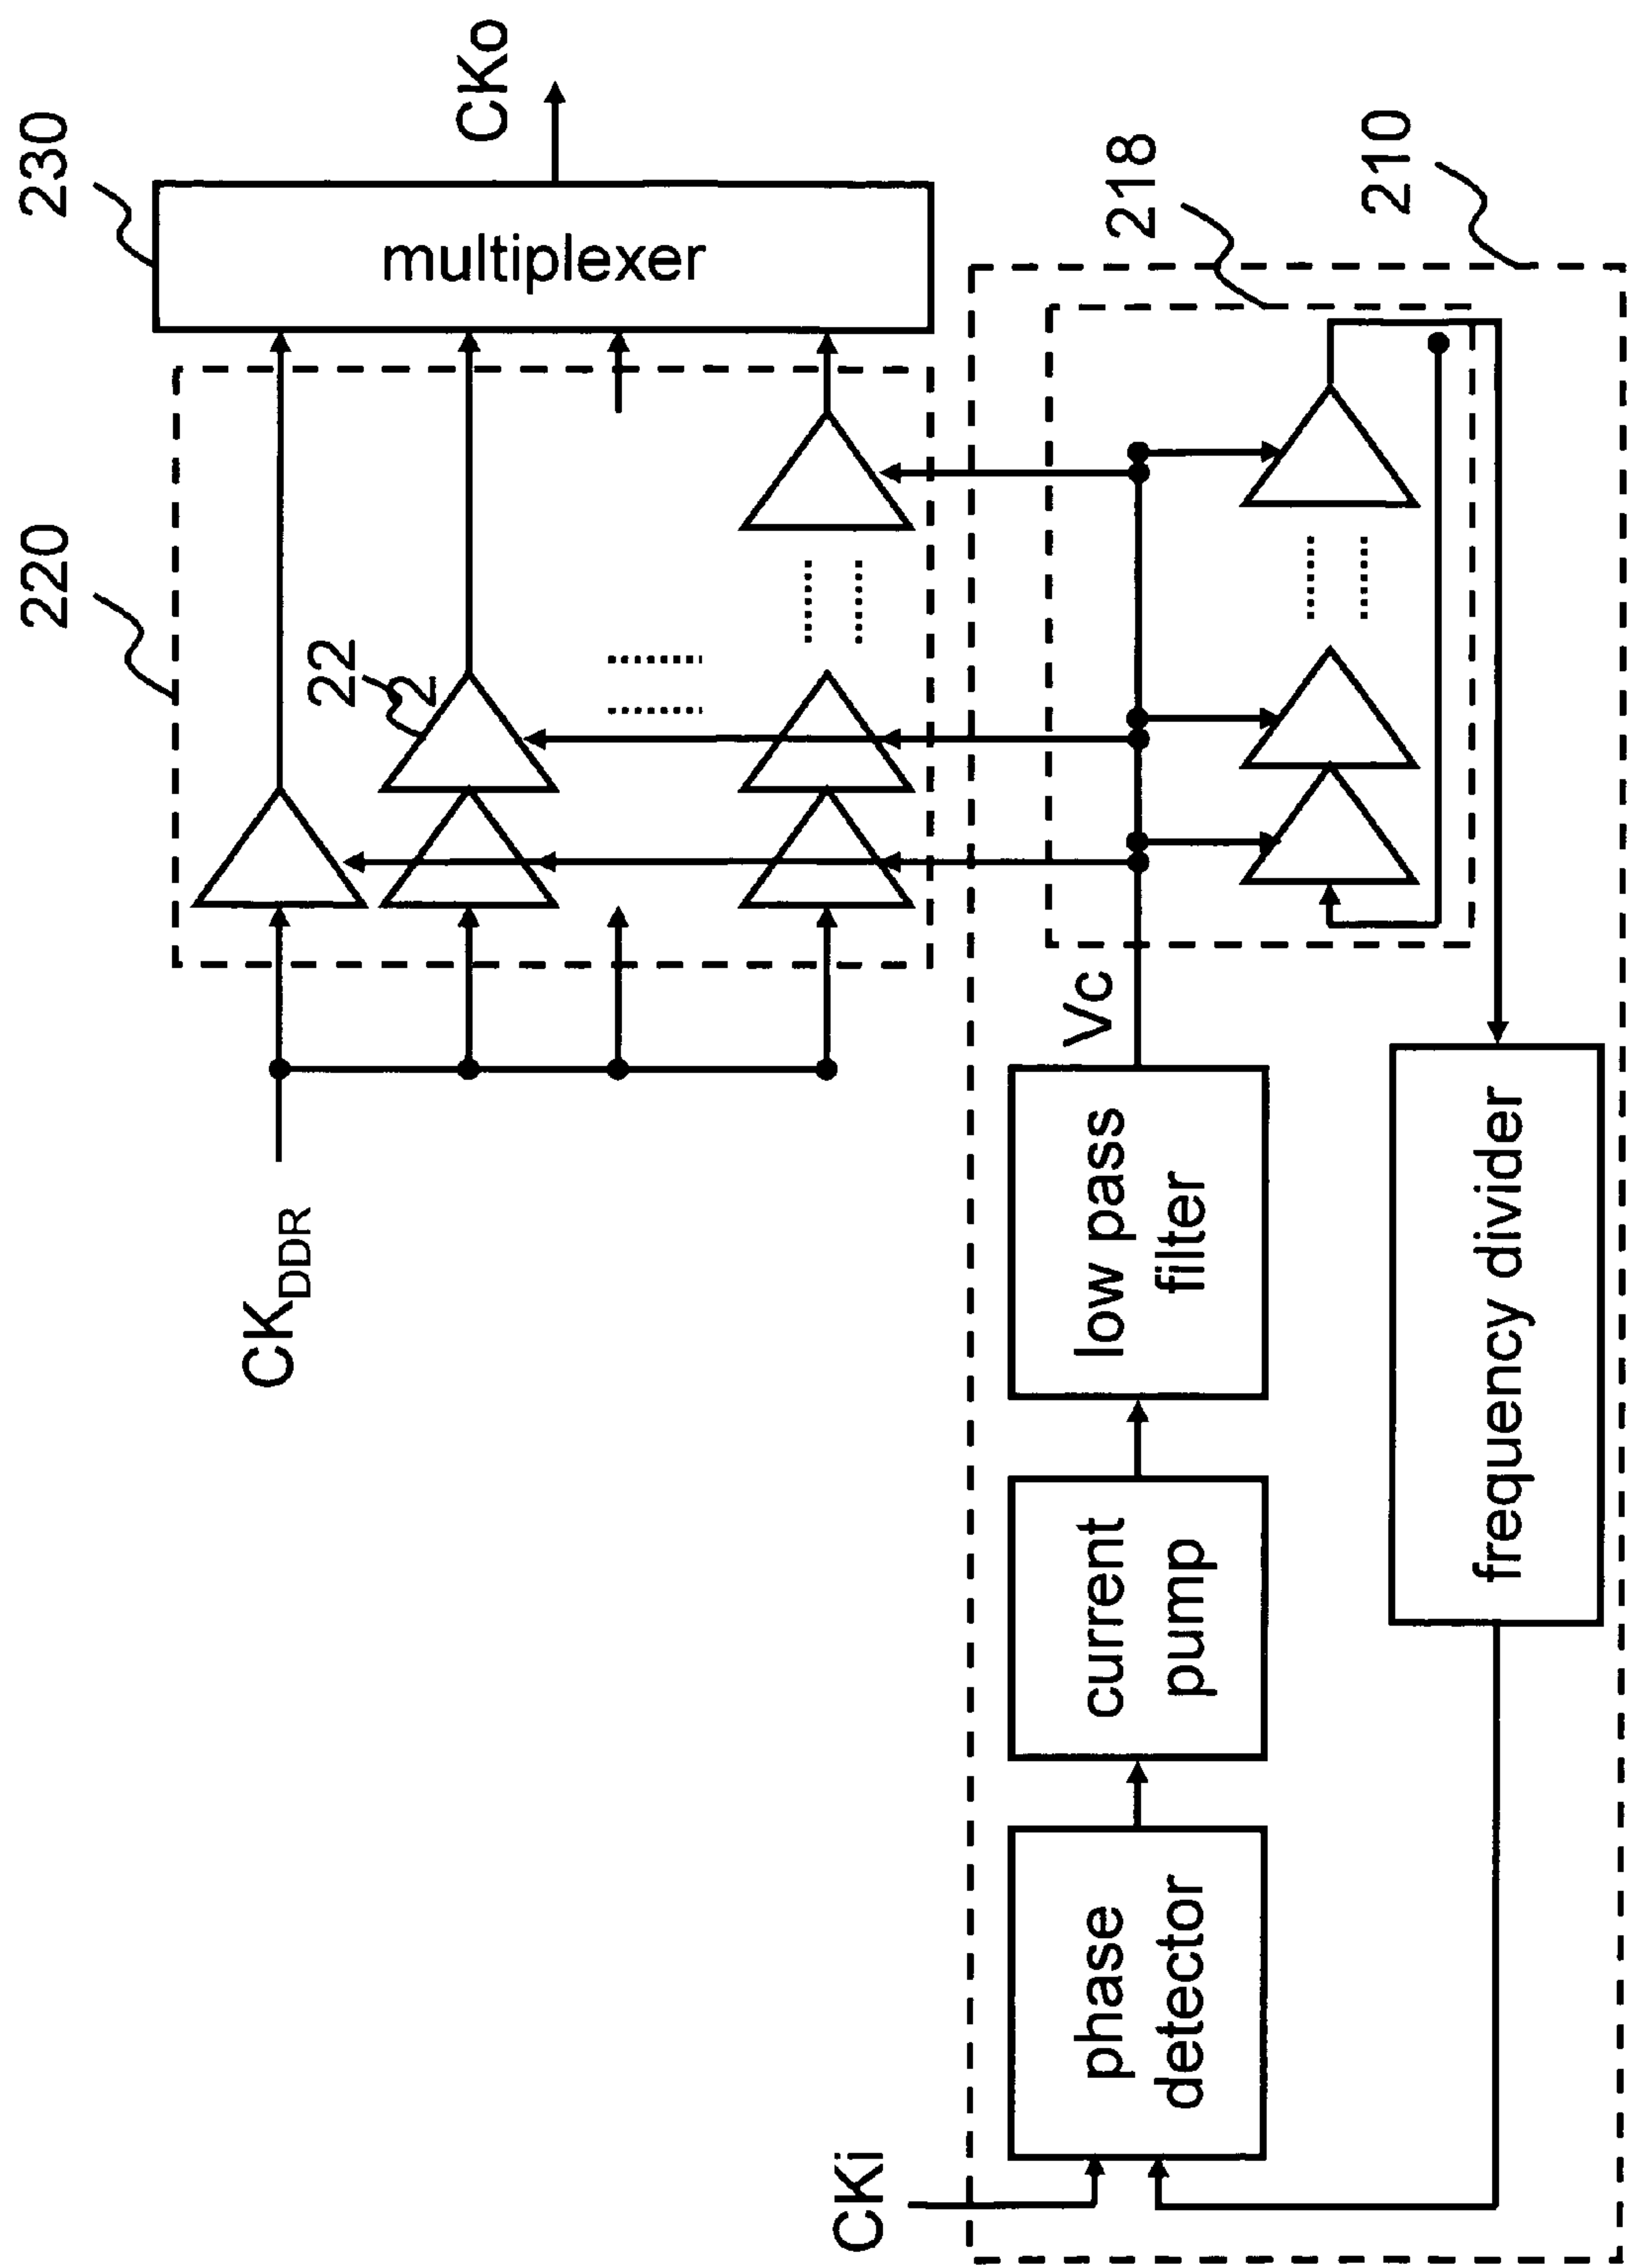 220
230
multiplexer
CKo
22
2
CKDDR
218
210
Vc
CKi
phase
detector
current
pump
low pass
filter
frequency divider